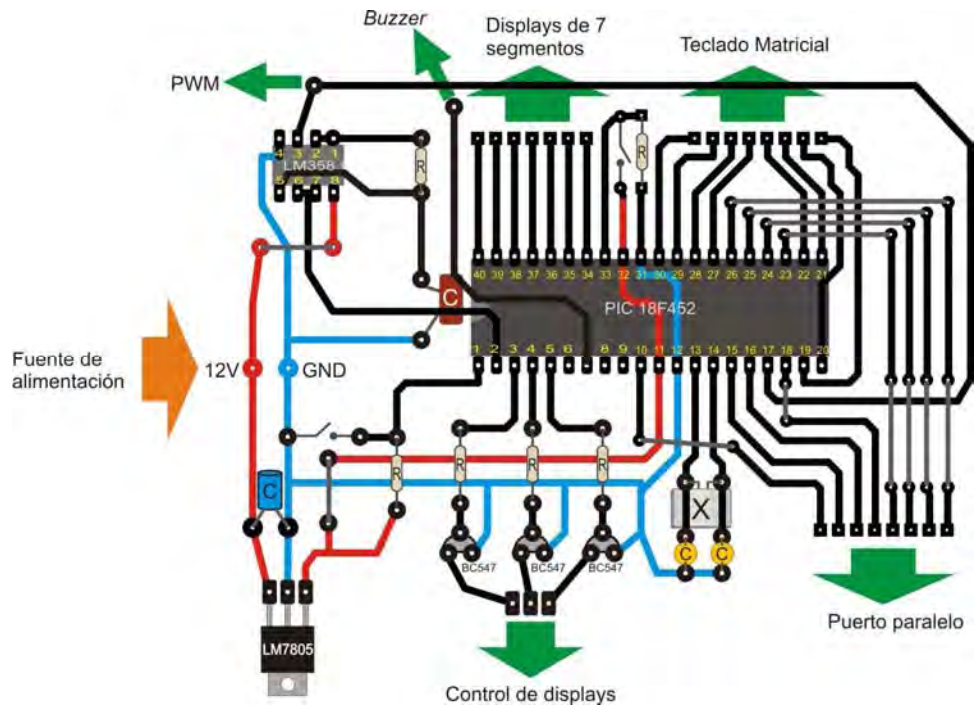 Buzzer
Displays de 7
segmentos
Teclado Matricial
PWM
4 3 2 1
LM358
5 6 7 8
R
R
40 39 38 37 36 35 34 33 32 31 30 29 28 27 26 25 24 23 22 21
PIC 18F452
1 2 3 4 5 6 8 9 10 11 12 13 14 15 16 17 18 19 20
C
Fuente de
alimentación
12V
GND
R
R
R
R
C
X
C
C
BC547
BC547
BC547
LM7805
Puerto paralelo
Control de displays